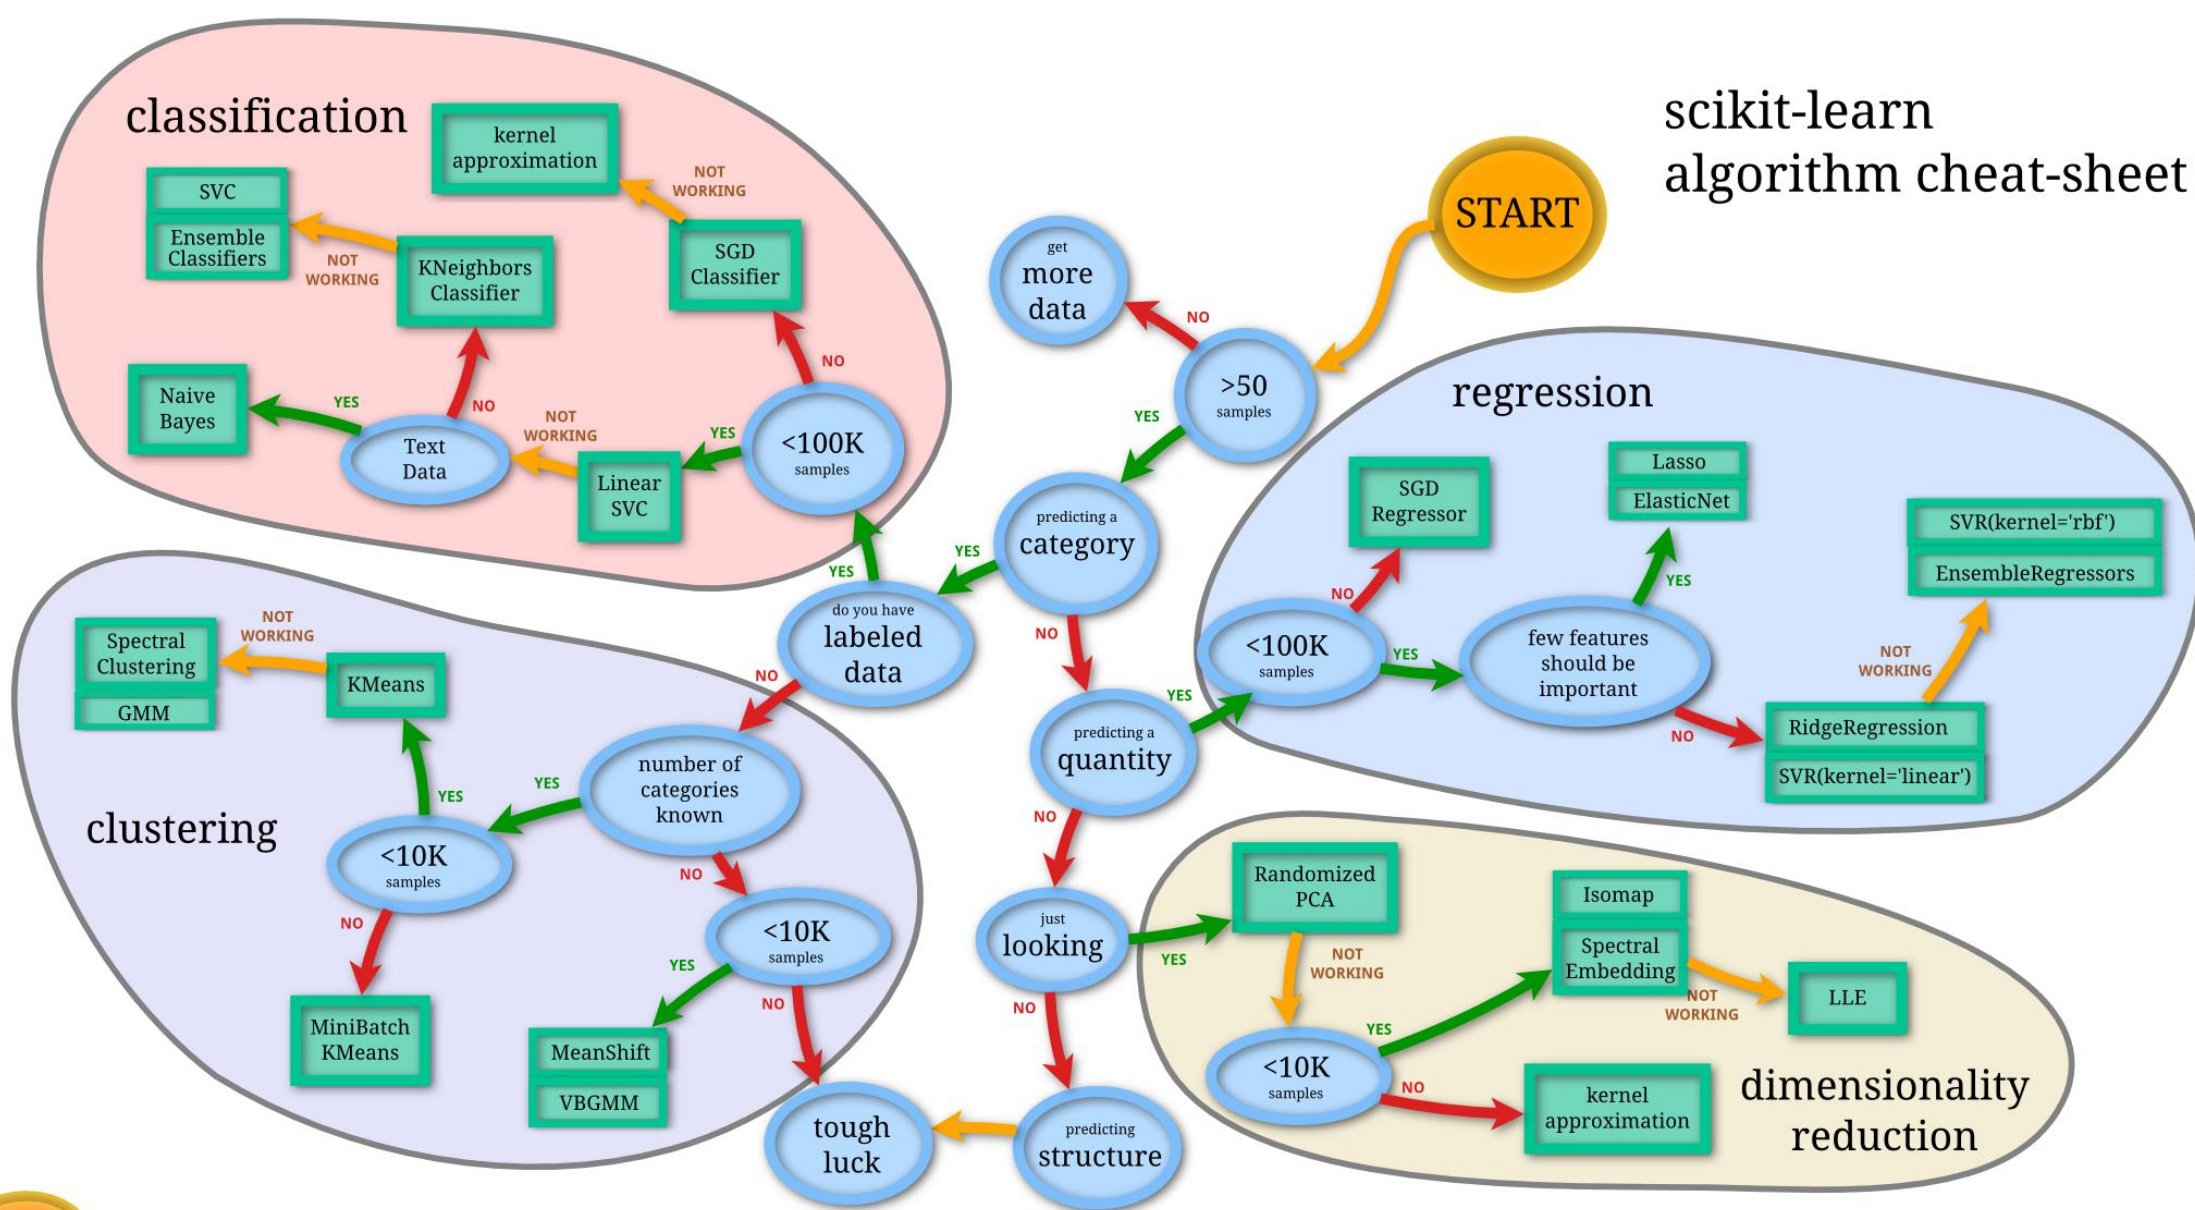 scikit-learn
algorithm cheat-sheet
START
>50
samples
NO
get
more
data
YES
predicting a
category
YES
do you have
labeled
data
YES
classification
<100K
samples
NO
SGD
Classifier
NOT
WORKING
kernel
approximation
YES
Linear
SVC
NOT
WORKING
Text
Data
YES
Naive
Bayes
NO
KNeighbors
Classifier
NOT
WORKING
SVC
Ensemble
Classifiers
NO
clustering
number of
categories
known
YES
<10K
samples
YES
KMeans
NOT
WORKING
Spectral
Clustering
GMM
NO
MiniBatch
KMeans
NO
<10K
samples
YES
MeanShift
VBGMM
NO
tough
luck
NO
predicting a
quantity
YES
regression
<100K
samples
NO
SGD
Regressor
YES
few features
should be
important
YES
Lasso
ElasticNet
NO
RidgeRegression
SVR(kernel='linear')
NOT
WORKING
SVR(kernel='rbf')
EnsembleRegressors
NO
just
looking
YES
dimensionality
reduction
Randomized
PCA
NOT
WORKING
<10K
samples
YES
Isomap
Spectral
Embedding
NOT
WORKING
LLE
NO
kernel
approximation
NO
predicting
structure